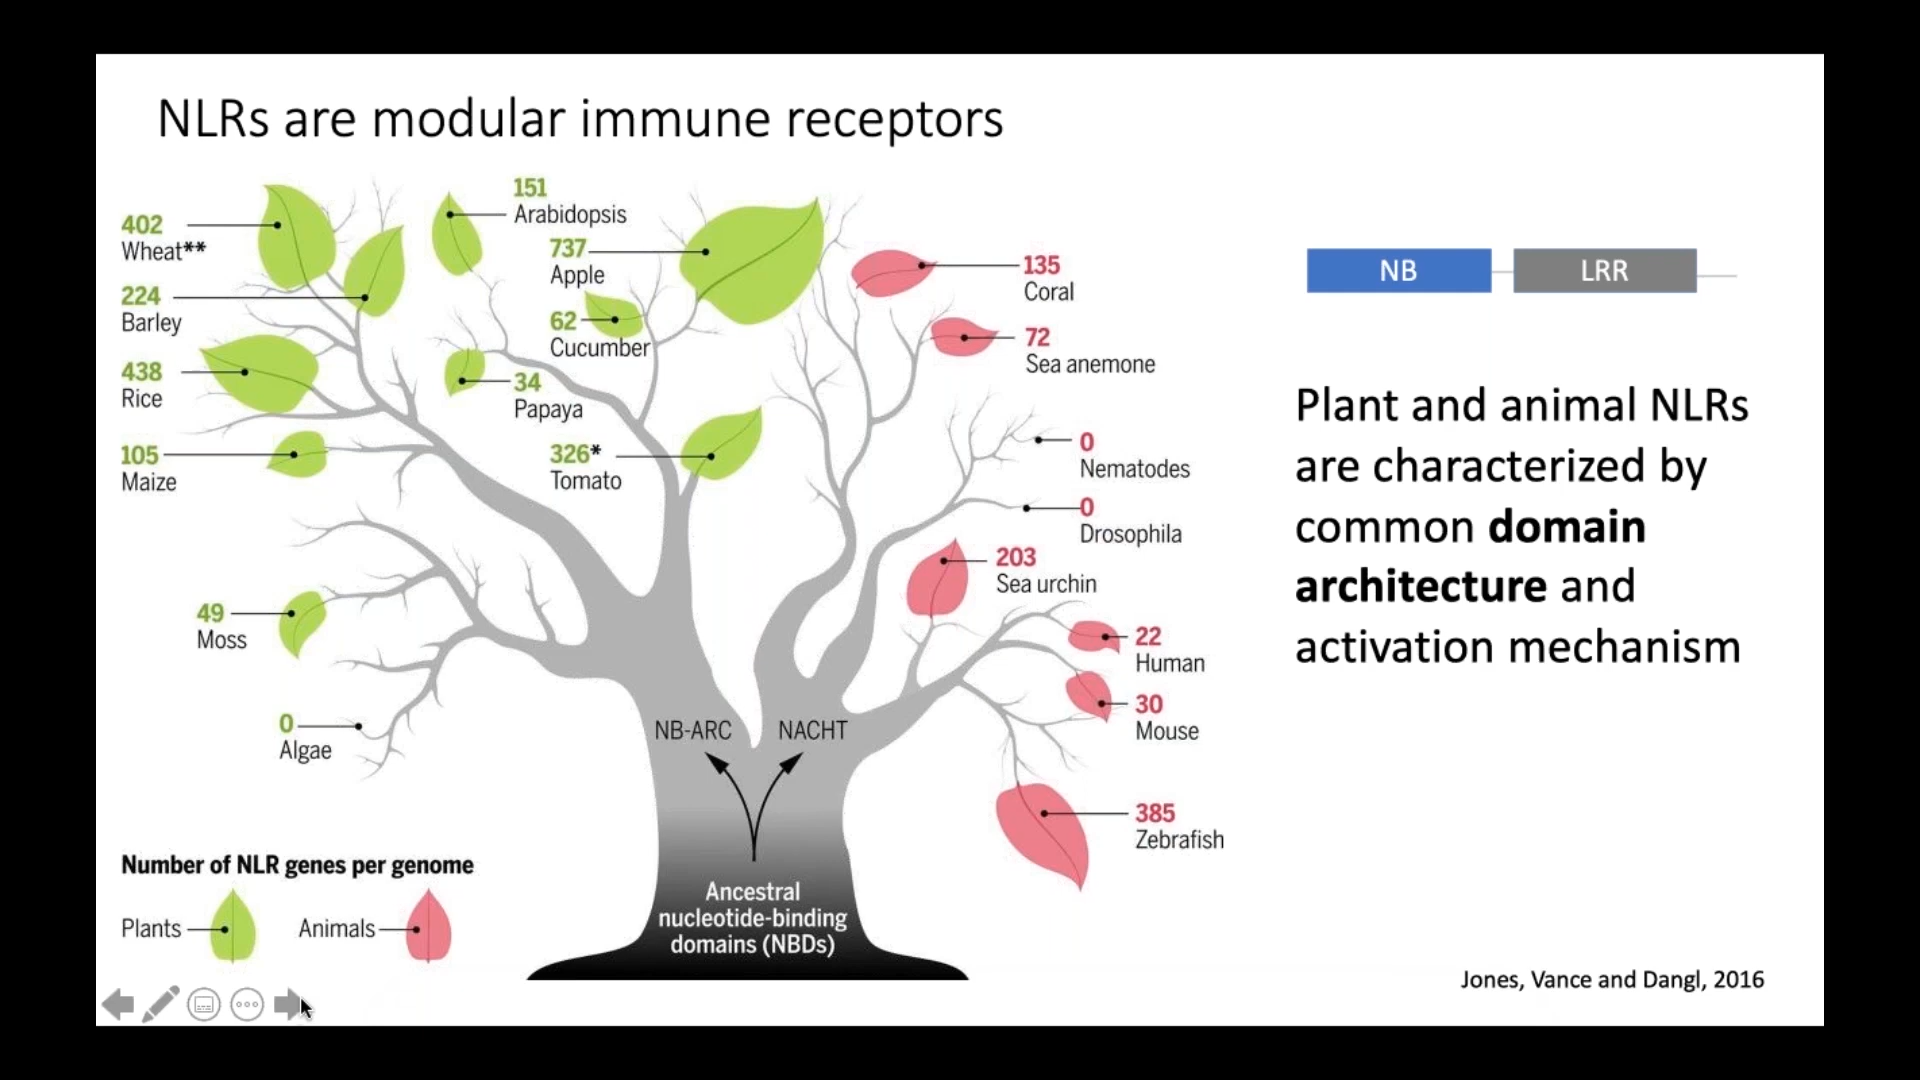 NLRs are modular immune receptors
402
Wheat**
224
Barley
438
Rice
105
Maize
151
Arabidopsis
737
Apple
62
Cucumber
34
Papaya
326*
Tomato
49
Moss
0
Algae
135
Coral
72
Sea anemone
0
Nematodes
0
Drosophila
203
Sea urchin
22
Human
30
Mouse
385
Zebrafish
NB-ARC NACHT
Ancestral
nucleotide-binding
domains (NBDs)
Number of NLR genes per genome
Plants Animals
NB LRR
Plant and animal NLRs
are characterized by
common domain
architecture and
activation mechanism
Jones, Vance and Dangl, 2016